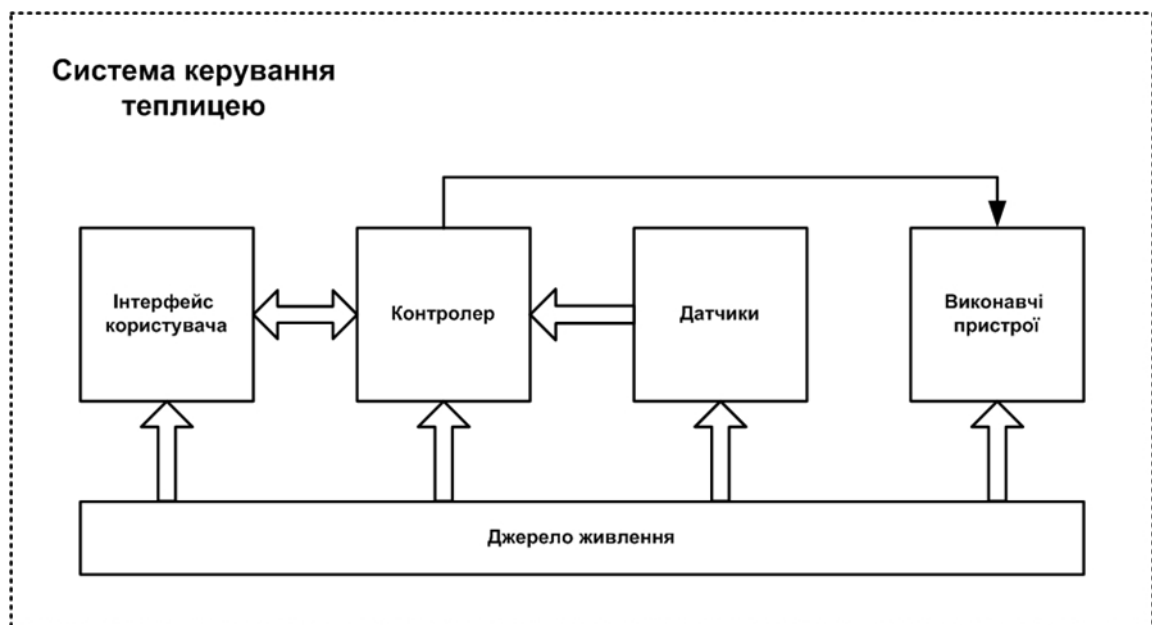 Система керування
теплицею
Інтерфейс
користувача
Контролер
Датчики
Виконавчі
пристрої
Джерело живлення